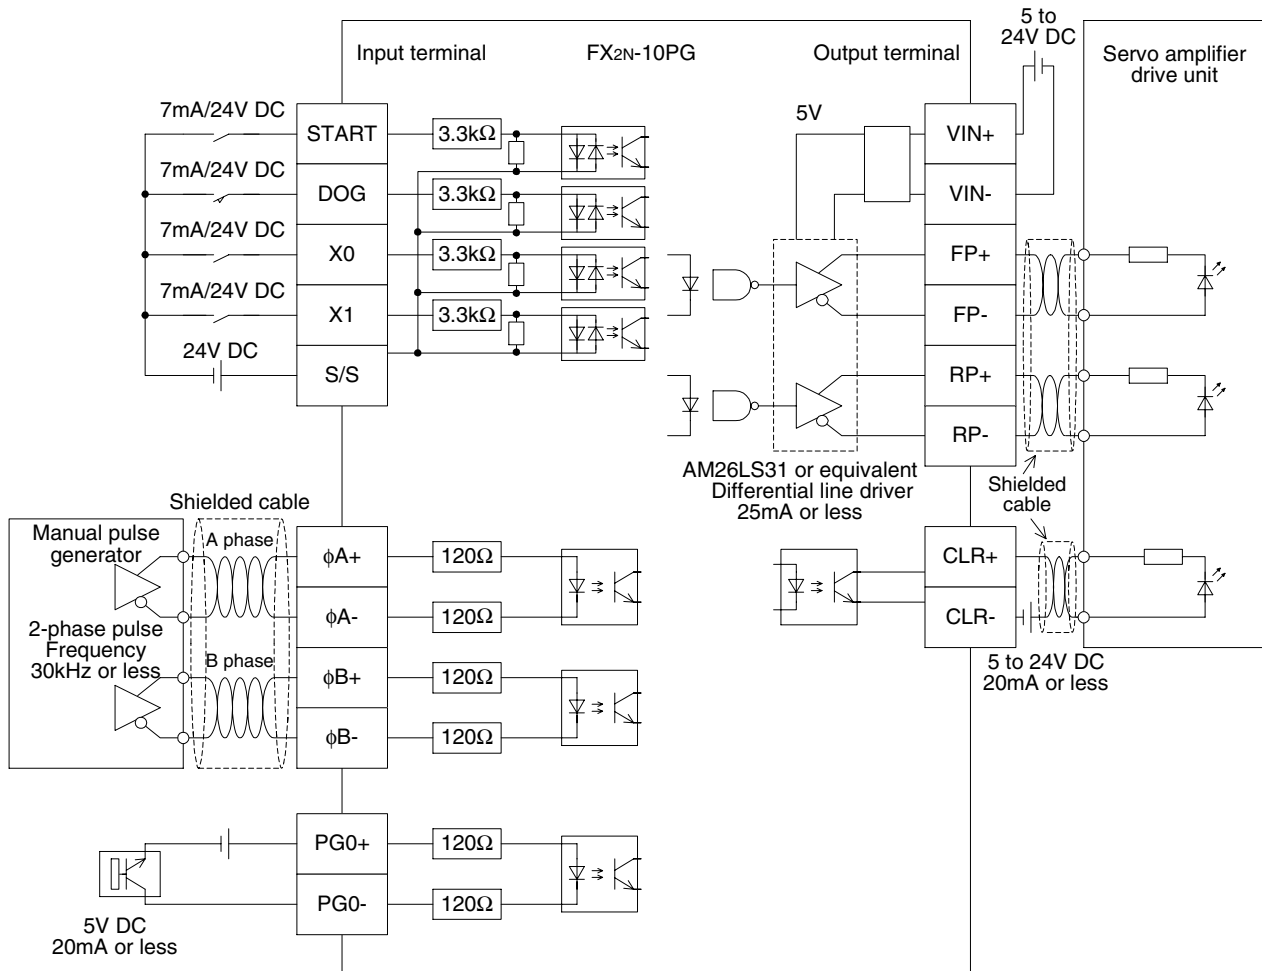 Input terminal
FX2N-10PG
Output terminal
5 to
24V DC
Servo amplifier
drive unit
7mA/24V DC
START
3.3kΩ
5V
VIN+
7mA/24V DC
DOG
3.3kΩ
VIN-
7mA/24V DC
X0
3.3kΩ
FP+
7mA/24V DC
X1
3.3kΩ
FP-
24V DC
S/S
RP+
RP-
AM26LS31 or equivalent
Differential line driver
25mA or less
Shielded
cable
Shielded cable
Manual pulse
generator
A phase
ϕA+
120Ω
CLR+
ϕA-
120Ω
CLR-
2-phase pulse
Frequency
30kHz or less
B phase
ϕB+
120Ω
5 to 24V DC
20mA or less
ϕB-
120Ω
PG0+
120Ω
PG0-
120Ω
5V DC
20mA or less